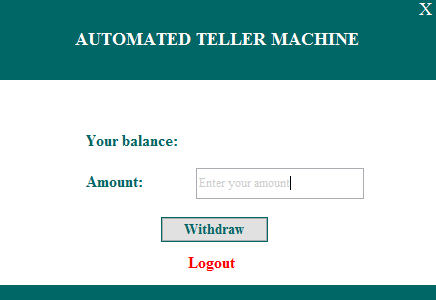 X
AUTOMATED TELLER MACHINE
Your balance:
Amount: Enter your amount
Withdraw
Logout